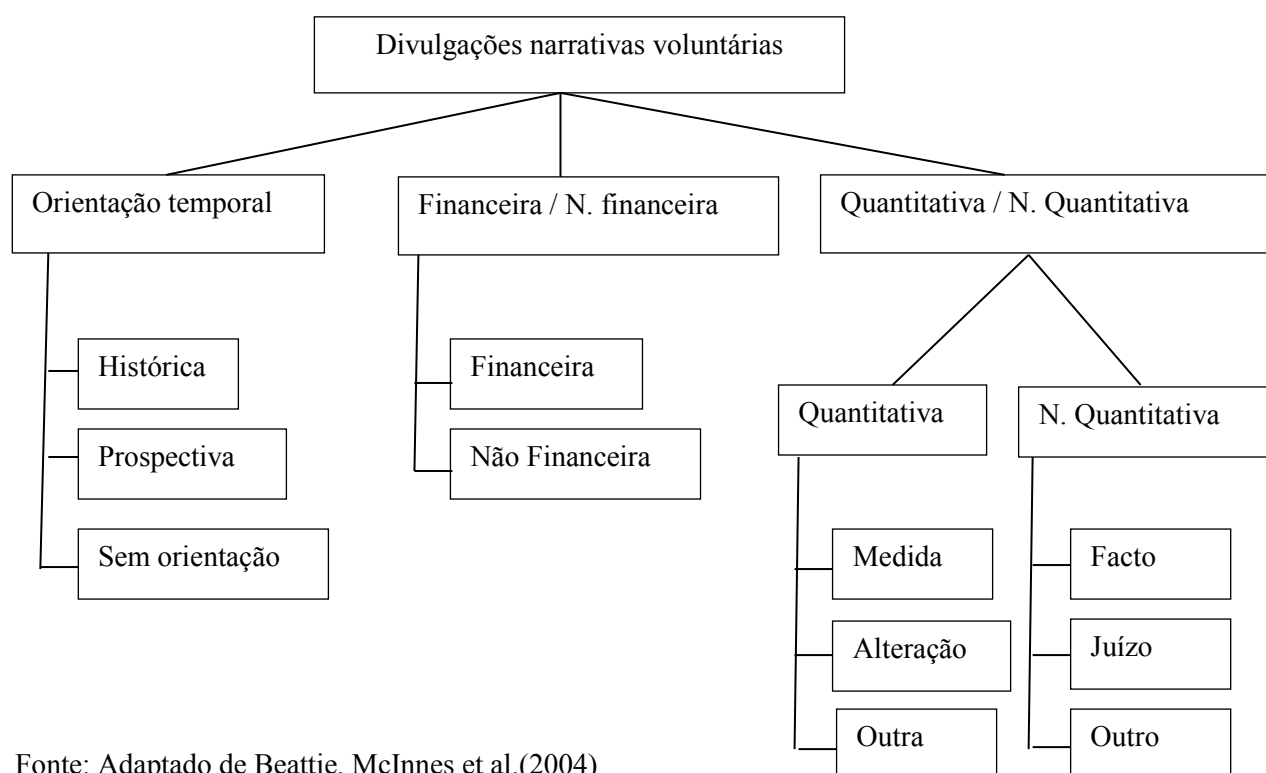 Divulgações narrativas voluntárias
Orientação temporal
Financeira / N. financeira
Quantitativa / N. Quantitativa
Histórica
Prospectiva
Sem orientação
Financeira
Não Financeira
Quantitativa
N. Quantitativa
Medida
Alteração
Outra
Facto
Juízo
Outro
Fonte: Adaptado de Beattie, McInnes et al.(2004)